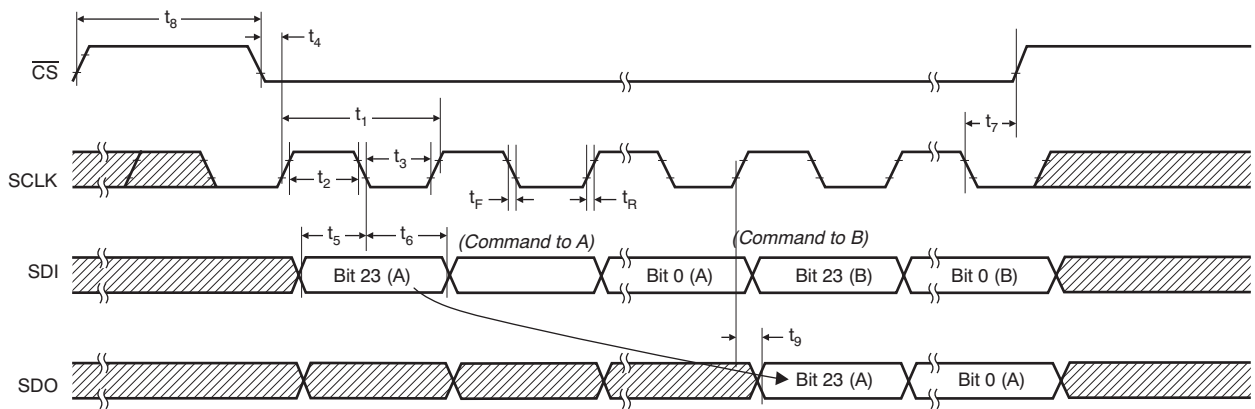 t8
t4
CS
t1
t7
t3
SCLK
t2
tF
tR
t5
t6
(Command to A)
(Command to B)
SDI
Bit 23 (A)
Bit 0 (A)
Bit 23 (B)
Bit 0 (B)
t9
SDO
Bit 23 (A)
Bit 0 (A)